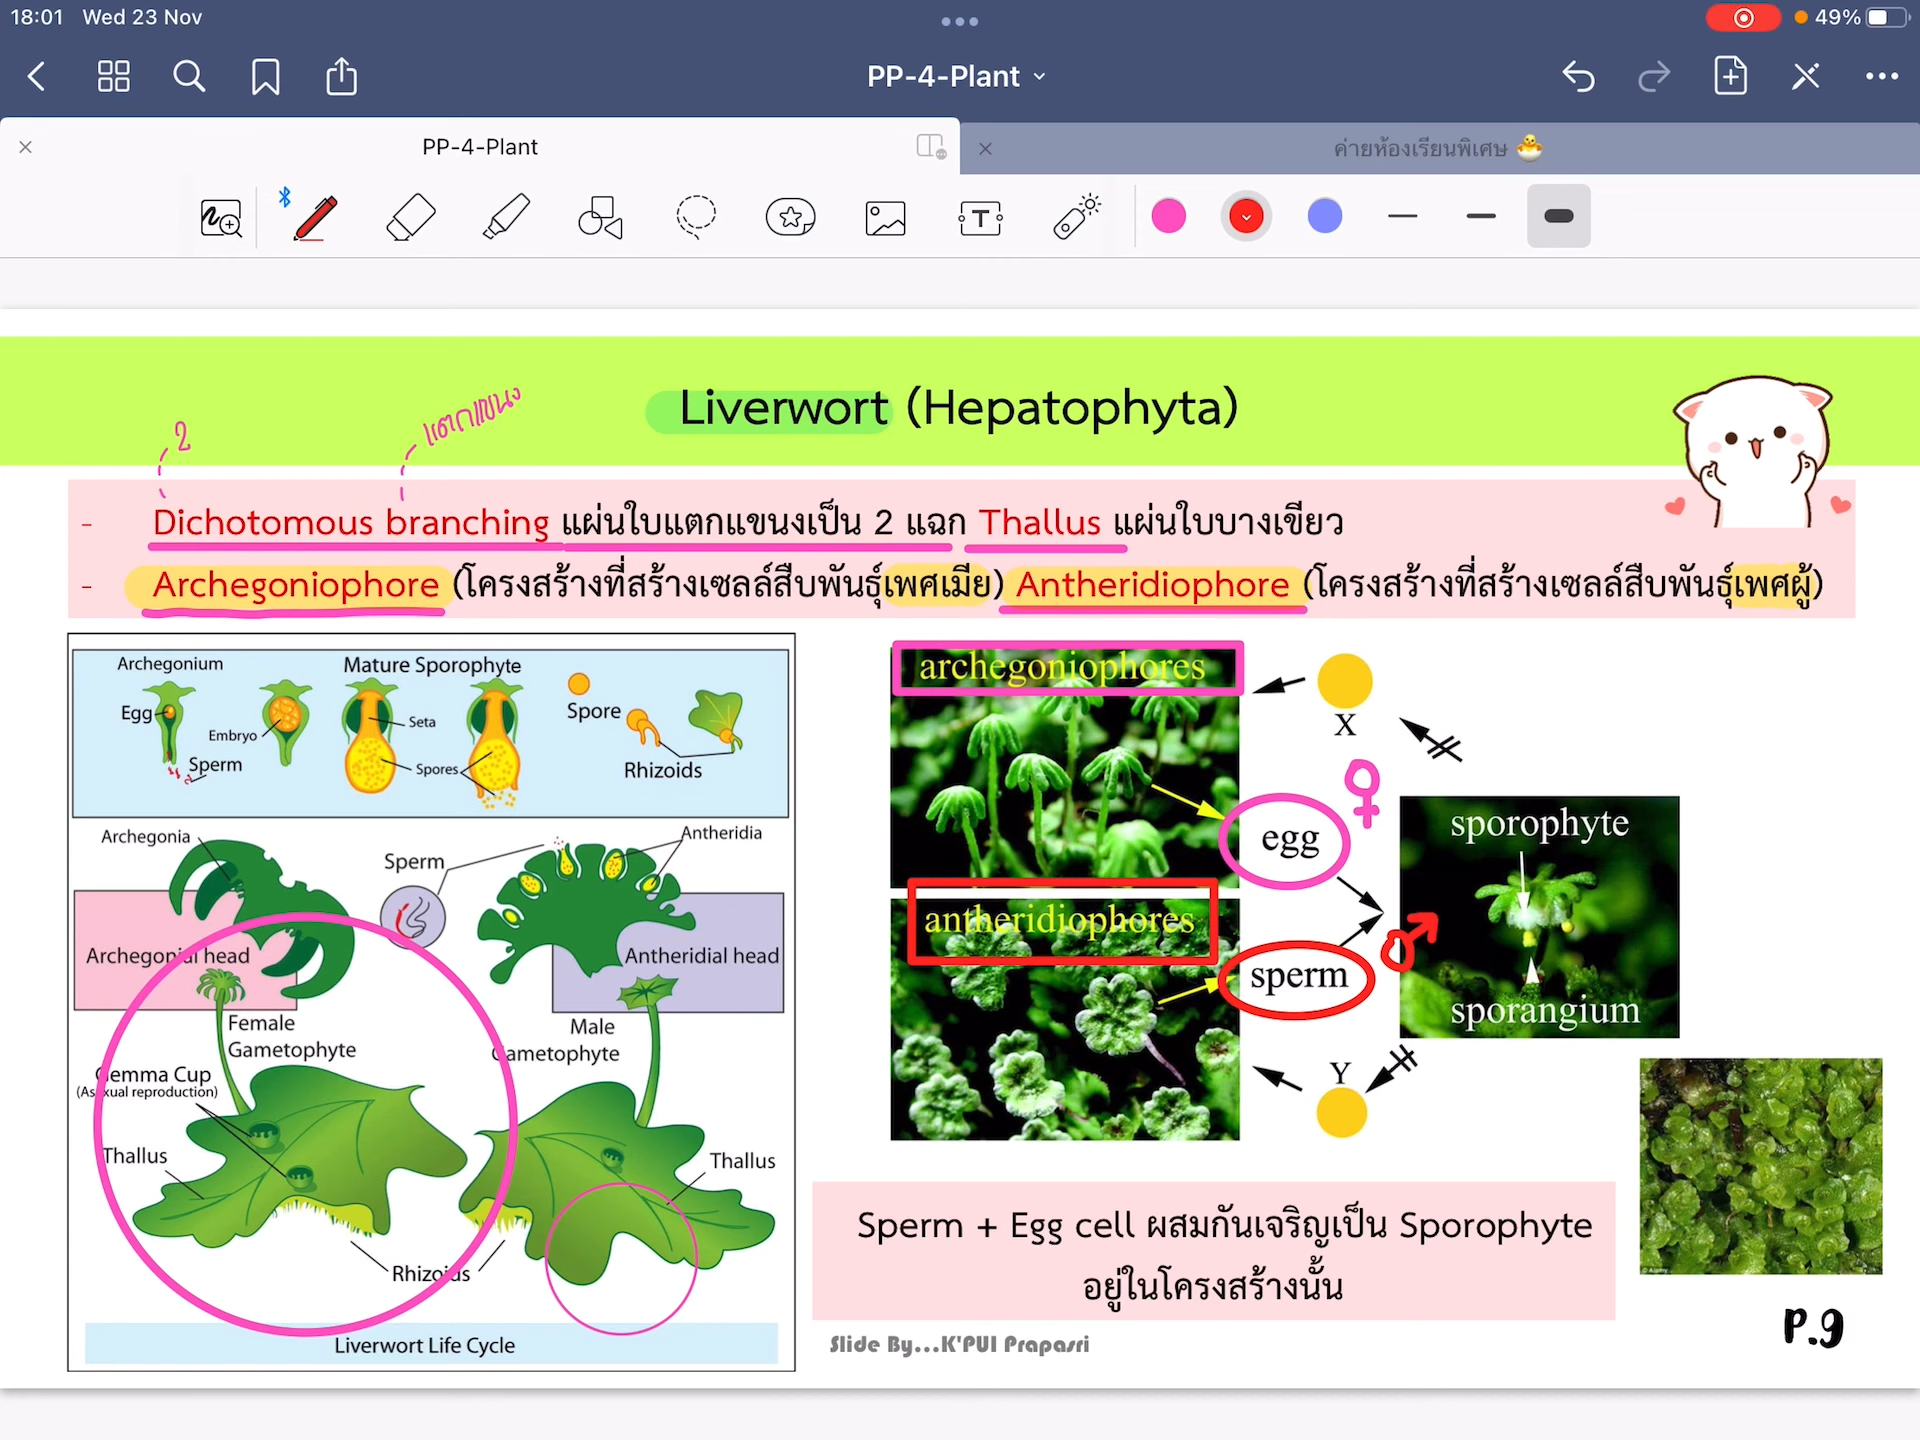 18:01 Wed 23 Nov
49%
PP-4-Plant
PP-4-Plant
ค่ายห้องเรียนพิเศษ 🐣
Liverwort (Hepatophyta)
2
แตกแขนง
- Dichotomous branching แผ่นใบแตกแขนงเป็น 2 แฉก Thallus แผ่นใบบางเขียว
- Archegoniophore (โครงสร้างที่สร้างเซลล์สืบพันธุ์เพศเมีย) Antheridiophore (โครงสร้างที่สร้างเซลล์สืบพันธุ์เพศผู้)
Archegonium
Mature Sporophyte
Egg
Embryo
Sperm
Seta
Spores
Spore
Rhizoids
Archegonia
Sperm
Antheridia
Archegonial head
Antheridial head
Female
Gametophyte
Male
Gametophyte
Gemma Cup
(Asexual reproduction)
Thallus
Thallus
Rhizoids
Liverwort Life Cycle
archegoniophores
X
♀
egg
sporophyte
antheridiophores
♂
sperm
sporangium
Y
Sperm + Egg cell ผสมกันเจริญเป็น Sporophyte
อยู่ในโครงสร้างนั้น
Slide By...K'PUI Prapasri
P.9